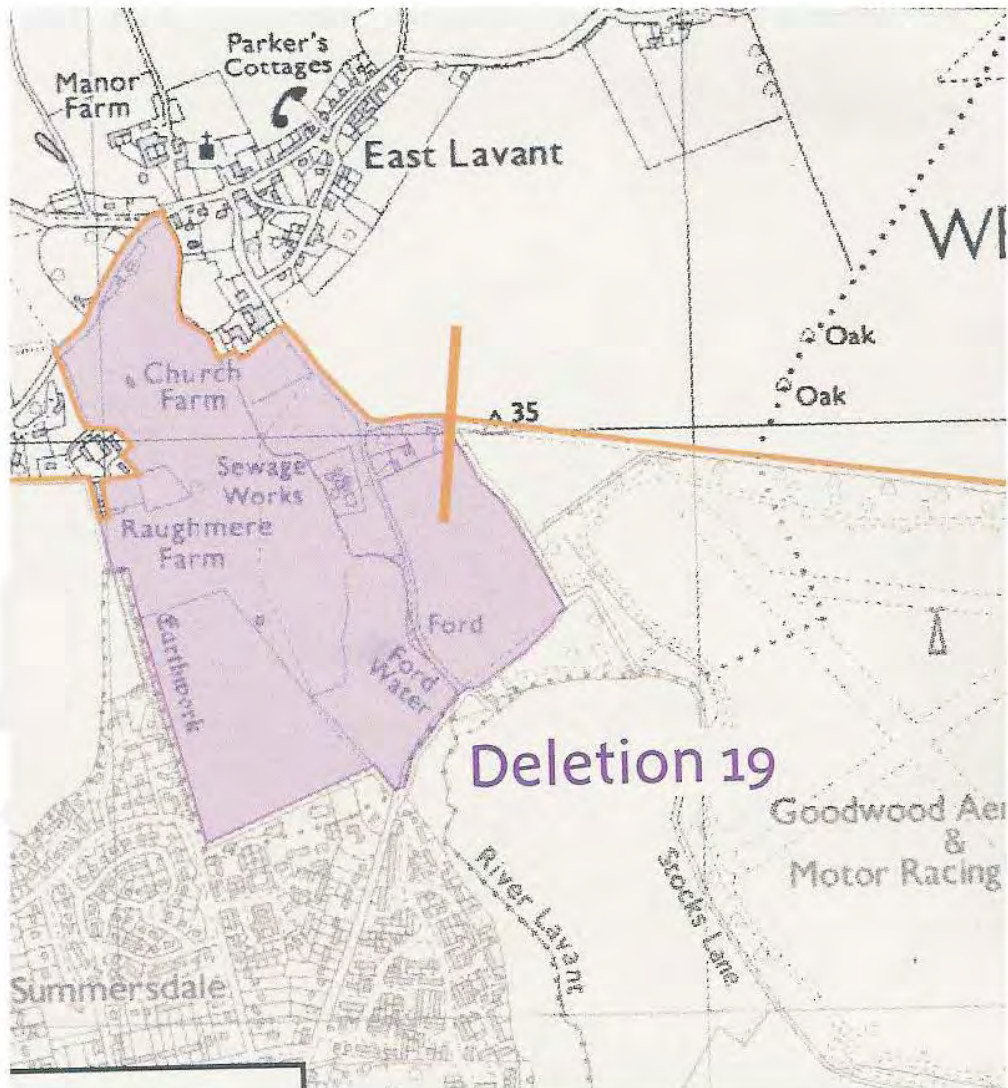 Parker's
Cottages
Manor
Farm
East Lavant
Oak
Oak
35
Church
Farm
Sewage
Works
Raughmere
Farm
Earthwork
Ford
Ford
Water
Deletion 19
Goodwood
&
Motor Racing
River Lavant
Stocks Lane
Summersdale